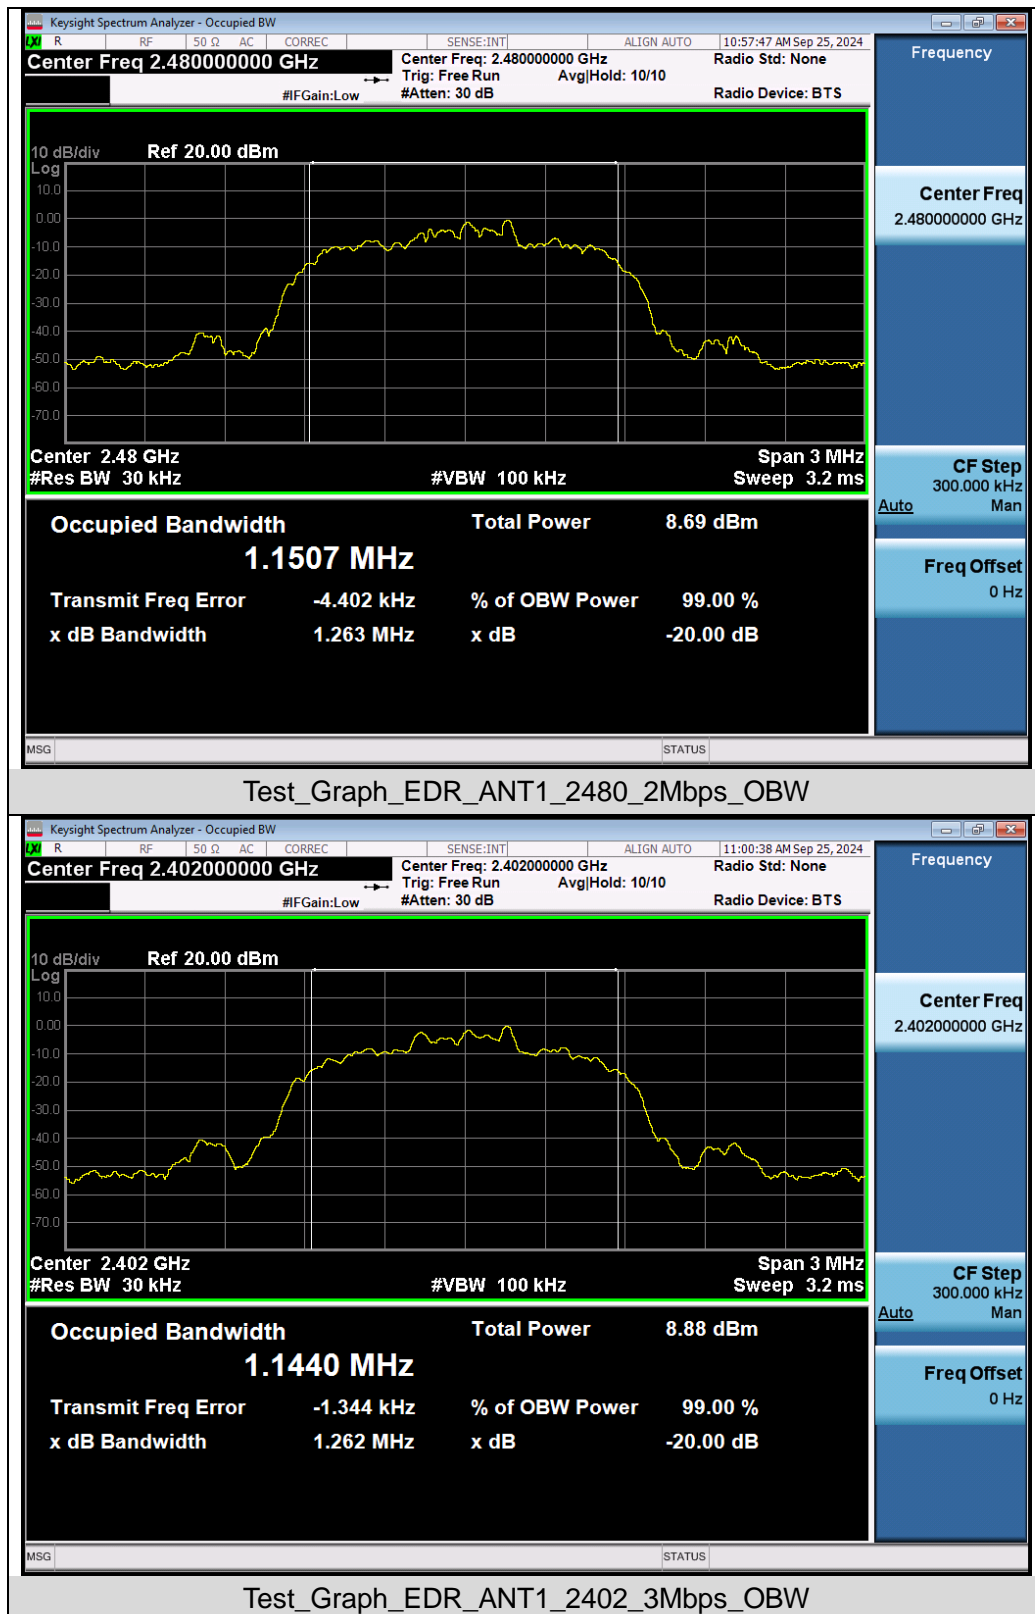 Keysight Spectrum Analyzer - Occupied BW
LXI R RF 50 Ω AC CORREC SENSE:INT ALIGN AUTO 10:57:47 AM Sep 25, 2024
Center Freq 2.480000000 GHz
Center Freq: 2.480000000 GHz
Radio Std: None
Trig: Free Run Avg|Hold: 10/10
#IFGain:Low
#Atten: 30 dB
Radio Device: BTS
Frequency
10 dB/div Ref 20.00 dBm
Log
10.0
0.00
-10.0
-20.0
-30.0
-40.0
-50.0
-60.0
-70.0
Center Freq
2.480000000 GHz
Center 2.48 GHz Span 3 MHz
#Res BW 30 kHz #VBW 100 kHz Sweep 3.2 ms
CF Step
300.000 kHz
Auto Man
Occupied Bandwidth Total Power 8.69 dBm
1.1507 MHz
Transmit Freq Error -4.402 kHz % of OBW Power 99.00 %
x dB Bandwidth 1.263 MHz x dB -20.00 dB
Freq Offset
0 Hz
MSG STATUS
Test_Graph_EDR_ANT1_2480_2Mbps_OBW
Keysight Spectrum Analyzer - Occupied BW
LXI R RF 50 Ω AC CORREC SENSE:INT ALIGN AUTO 11:00:38 AM Sep 25, 2024
Center Freq 2.402000000 GHz
Center Freq: 2.402000000 GHz
Radio Std: None
Trig: Free Run Avg|Hold: 10/10
#IFGain:Low
#Atten: 30 dB
Radio Device: BTS
Frequency
10 dB/div Ref 20.00 dBm
Log
10.0
0.00
-10.0
-20.0
-30.0
-40.0
-50.0
-60.0
-70.0
Center Freq
2.402000000 GHz
Center 2.402 GHz Span 3 MHz
#Res BW 30 kHz #VBW 100 kHz Sweep 3.2 ms
CF Step
300.000 kHz
Auto Man
Occupied Bandwidth Total Power 8.88 dBm
1.1440 MHz
Transmit Freq Error -1.344 kHz % of OBW Power 99.00 %
x dB Bandwidth 1.262 MHz x dB -20.00 dB
Freq Offset
0 Hz
MSG STATUS
Test_Graph_EDR_ANT1_2402_3Mbps_OBW